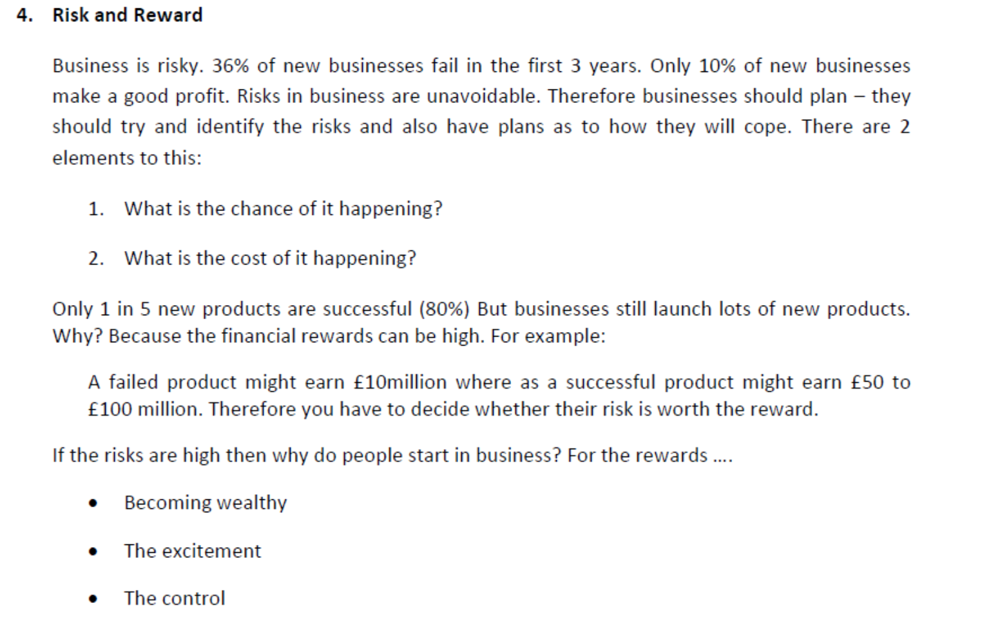 4. Risk and Reward
Business is risky. 36% of new businesses fail in the first 3 years. Only 10% of new businesses
make a good profit. Risks in business are unavoidable. Therefore businesses should plan – they
should try and identify the risks and also have plans as to how they will cope. There are 2
elements to this:
1. What is the chance of it happening?
2. What is the cost of it happening?
Only 1 in 5 new products are successful (80%) But businesses still launch lots of new products.
Why? Because the financial rewards can be high. For example:
A failed product might earn £10million where as a successful product might earn £50 to
£100 million. Therefore you have to decide whether their risk is worth the reward.
If the risks are high then why do people start in business? For the rewards ....
• Becoming wealthy
• The excitement
• The control